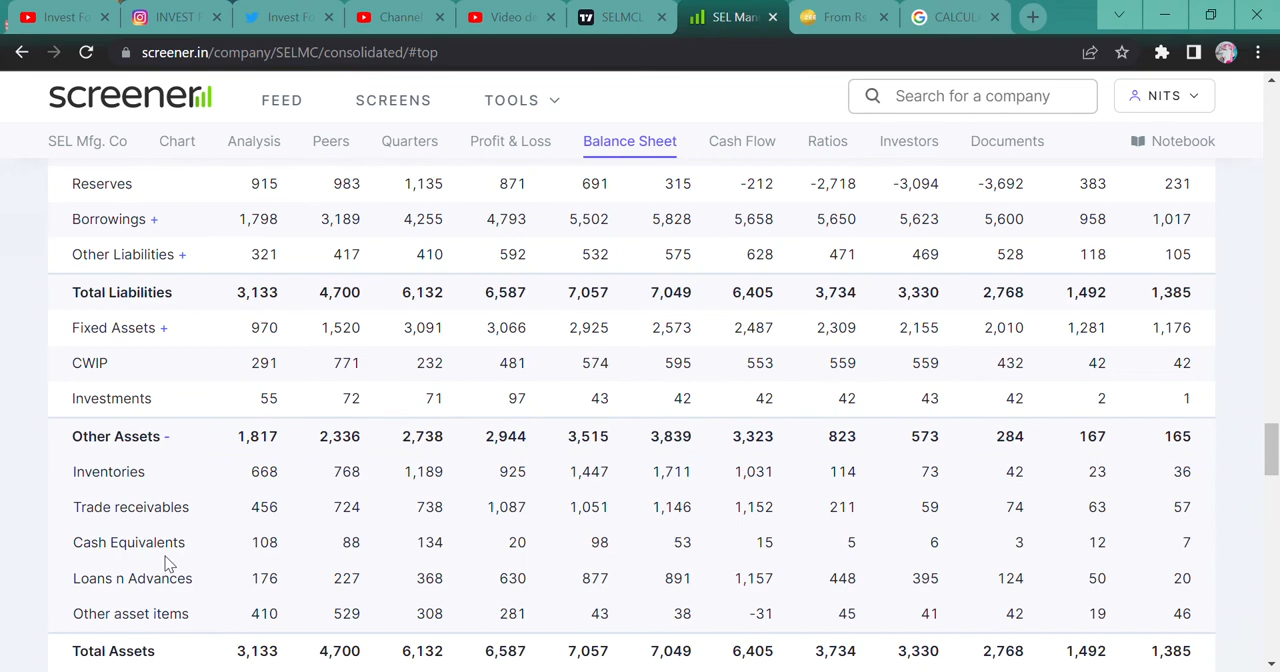 Invest Fo
INVEST F
Invest Fo
Channel
Video de
SELMCL
SEL Man
From Rs
CALCUL
screener.in/company/SELMC/consolidated/#top
screener
FEED SCREENS TOOLS
Search for a company
NITS
SEL Mfg. Co Chart Analysis Peers Quarters Profit & Loss Balance Sheet Cash Flow Ratios Investors Documents Notebook
Reserves 915 983 1,135 871 691 315 -212 -2,718 -3,094 -3,692 383 231
Borrowings + 1,798 3,189 4,255 4,793 5,502 5,828 5,658 5,650 5,623 5,600 958 1,017
Other Liabilities + 321 417 410 592 532 575 628 471 469 528 118 105
Total Liabilities 3,133 4,700 6,132 6,587 7,057 7,049 6,405 3,734 3,330 2,768 1,492 1,385
Fixed Assets + 970 1,520 3,091 3,066 2,925 2,573 2,487 2,309 2,155 2,010 1,281 1,176
CWIP 291 771 232 481 574 595 553 559 559 432 42 42
Investments 55 72 71 97 43 42 42 42 43 42 2 1
Other Assets - 1,817 2,336 2,738 2,944 3,515 3,839 3,323 823 573 284 167 165
Inventories 668 768 1,189 925 1,447 1,711 1,031 114 73 42 23 36
Trade receivables 456 724 738 1,087 1,051 1,146 1,152 211 59 74 63 57
Cash Equivalents 108 88 134 20 98 53 15 5 6 3 12 7
Loans n Advances 176 227 368 630 877 891 1,157 448 395 124 50 20
Other asset items 410 529 308 281 43 38 -31 45 41 42 19 46
Total Assets 3,133 4,700 6,132 6,587 7,057 7,049 6,405 3,734 3,330 2,768 1,492 1,385